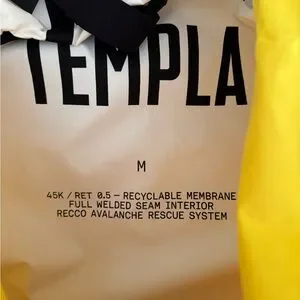 TEMPLA
M
45K / RET 0.5 – RECYCLABLE MEMBRANE
FULL WELDED SEAM INTERIOR
RECCO AVALANCHE RESCUE SYSTEM